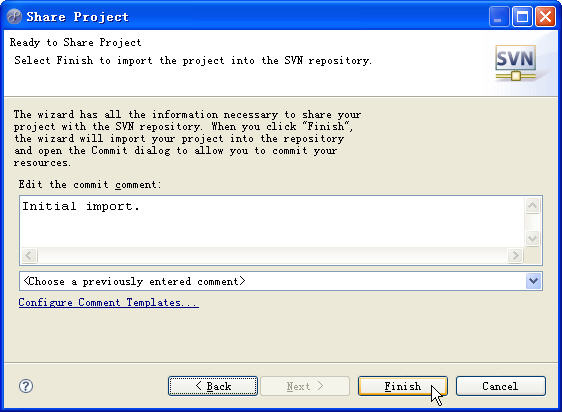 Share Project
Ready to Share Project
Select Finish to import the project into the SVN repository.
SVN
The wizard has all the information necessary to share your
project with the SVN repository. When you click "Finish",
the wizard will import your project into the repository
and open the Commit dialog to allow you to commit your
resources.
Edit the commit comment:
Initial import.
<Choose a previously entered comment>
Configure Comment Templates...
? < Back Next > Finish Cancel